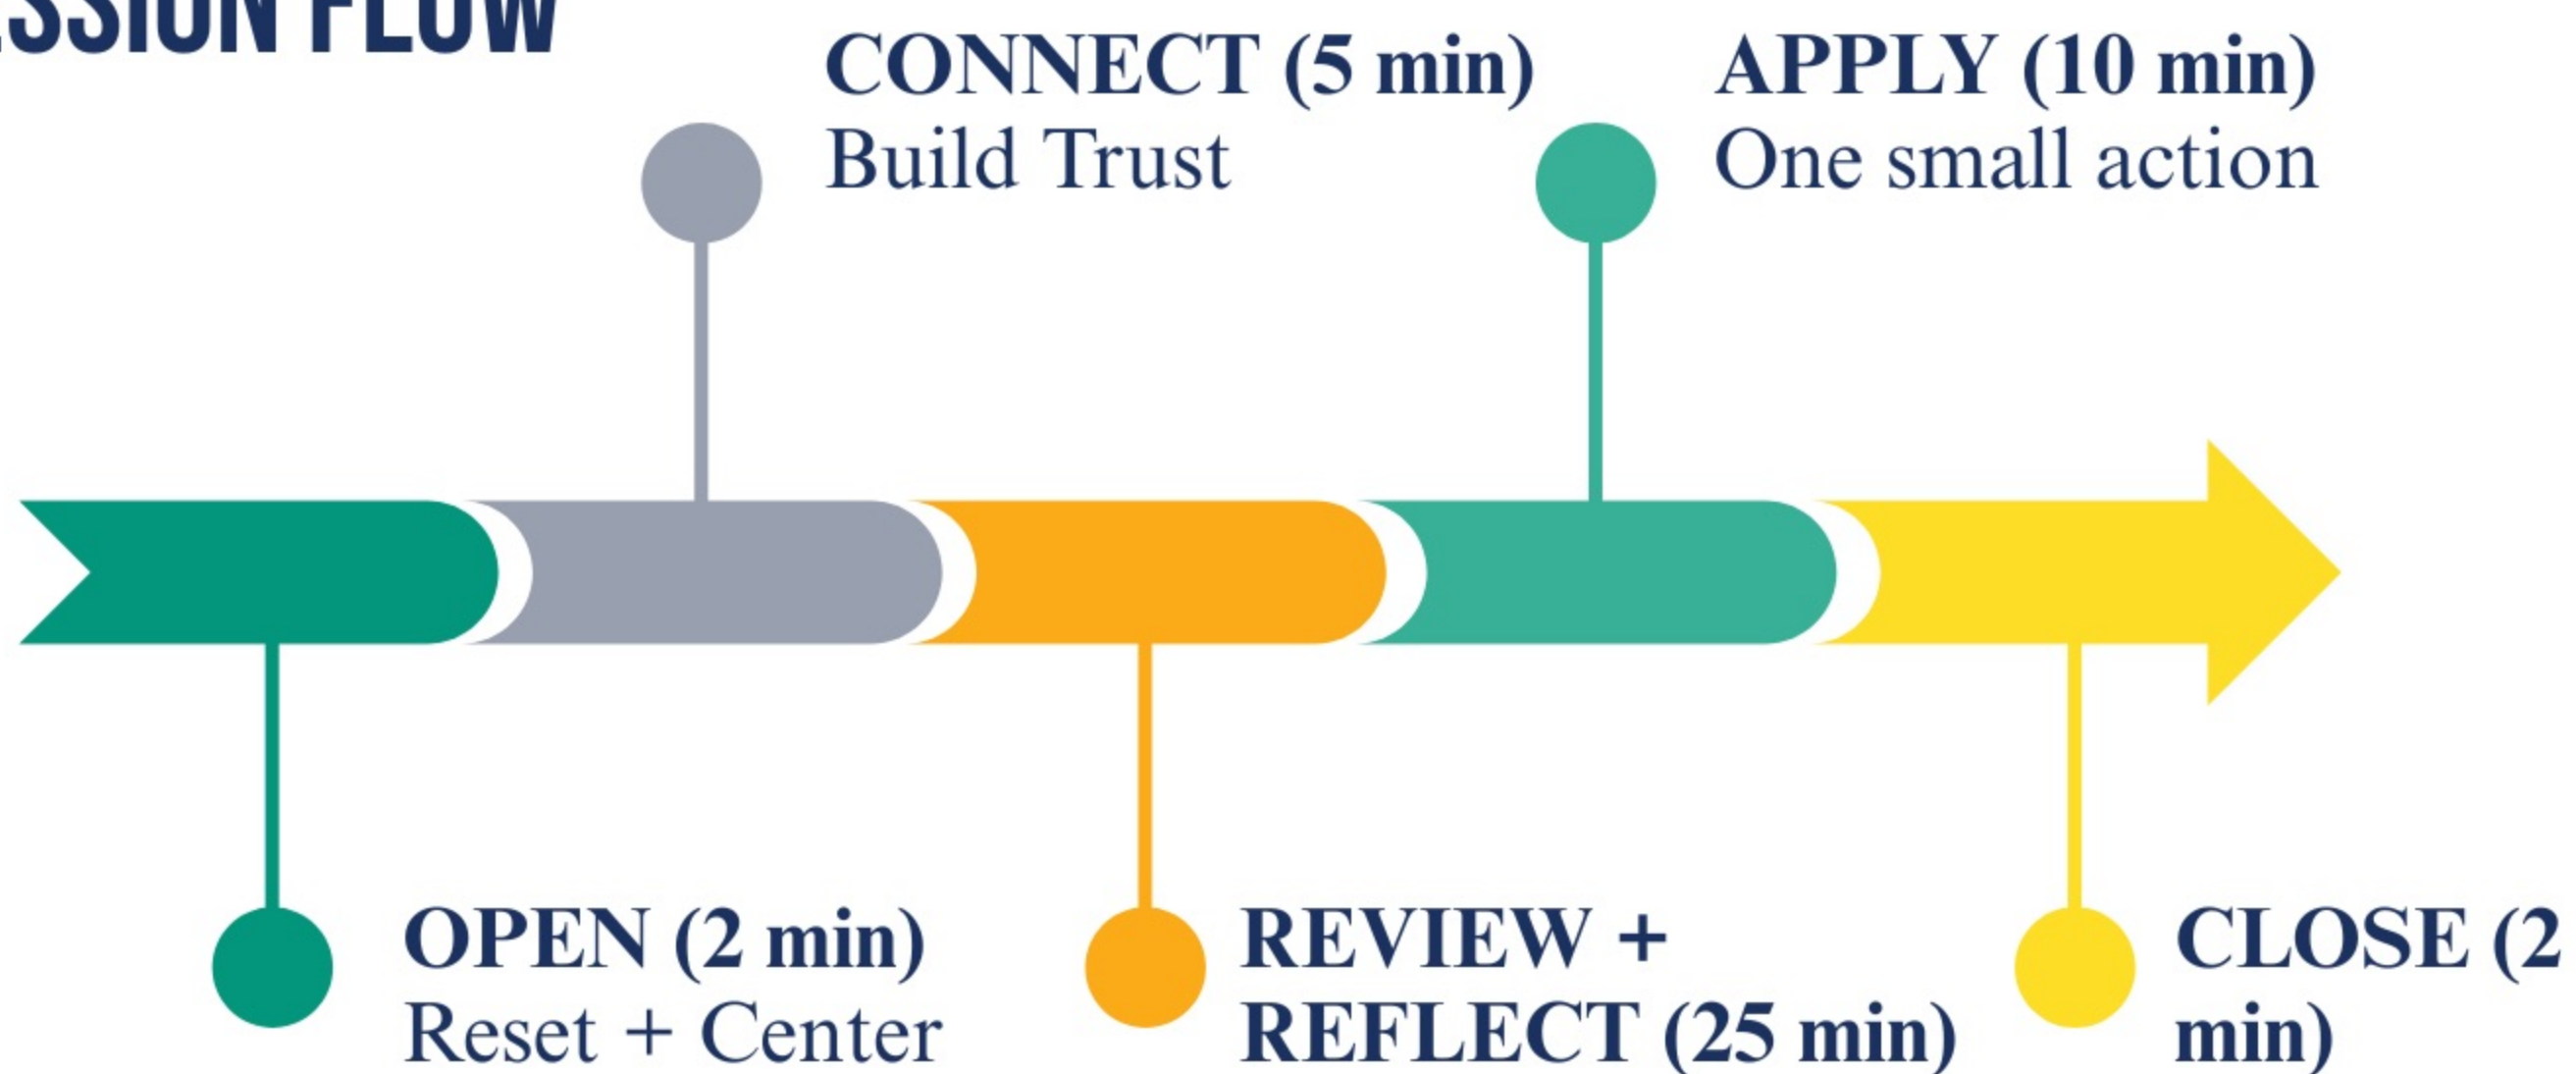 FLOW
CONNECT (5 min)
Build Trust
APPLY (10 min)
One small action
OPEN (2 min)
Reset + Center
REVIEW +
REFLECT (25 min)
CLOSE (2
min)